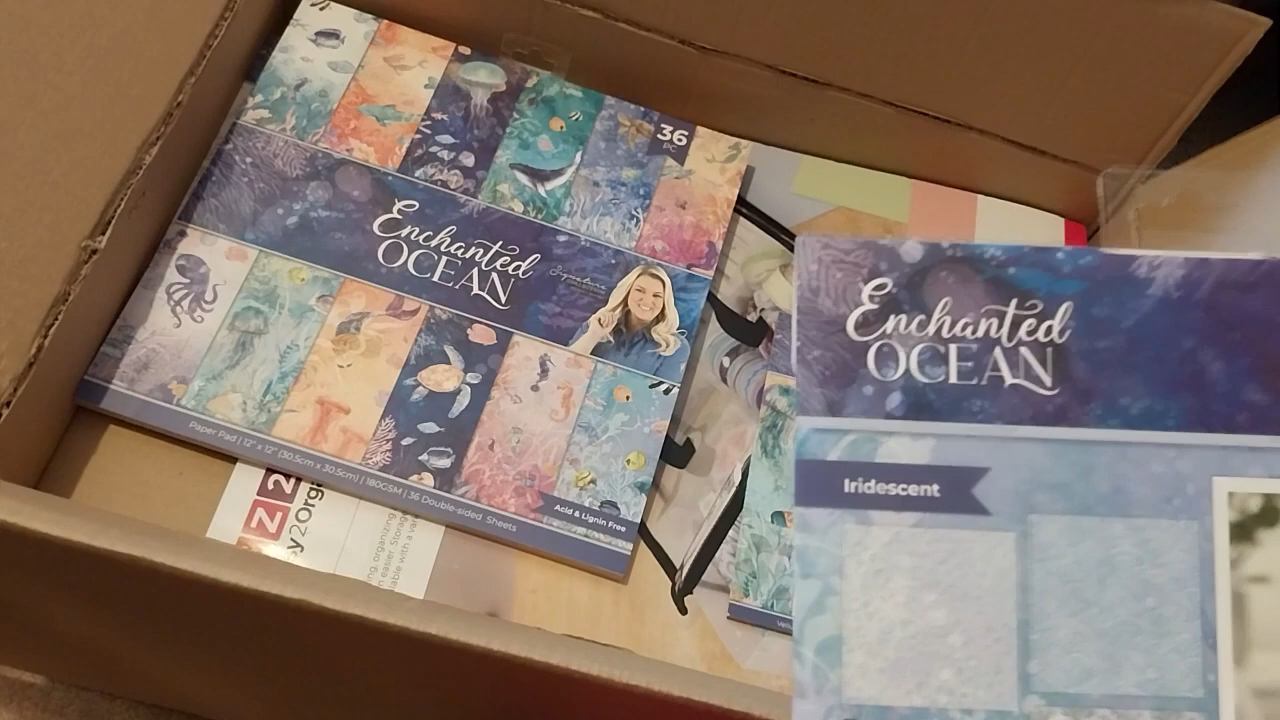 36
PC
Enchanted
OCEAN
Signature
Paper Pad | 12" x 12" (30.5cm x 30.5cm) | 180GSM | 36 Double-sided Sheets
Acid & Lignin Free
Enchanted
OCEAN
Iridescent